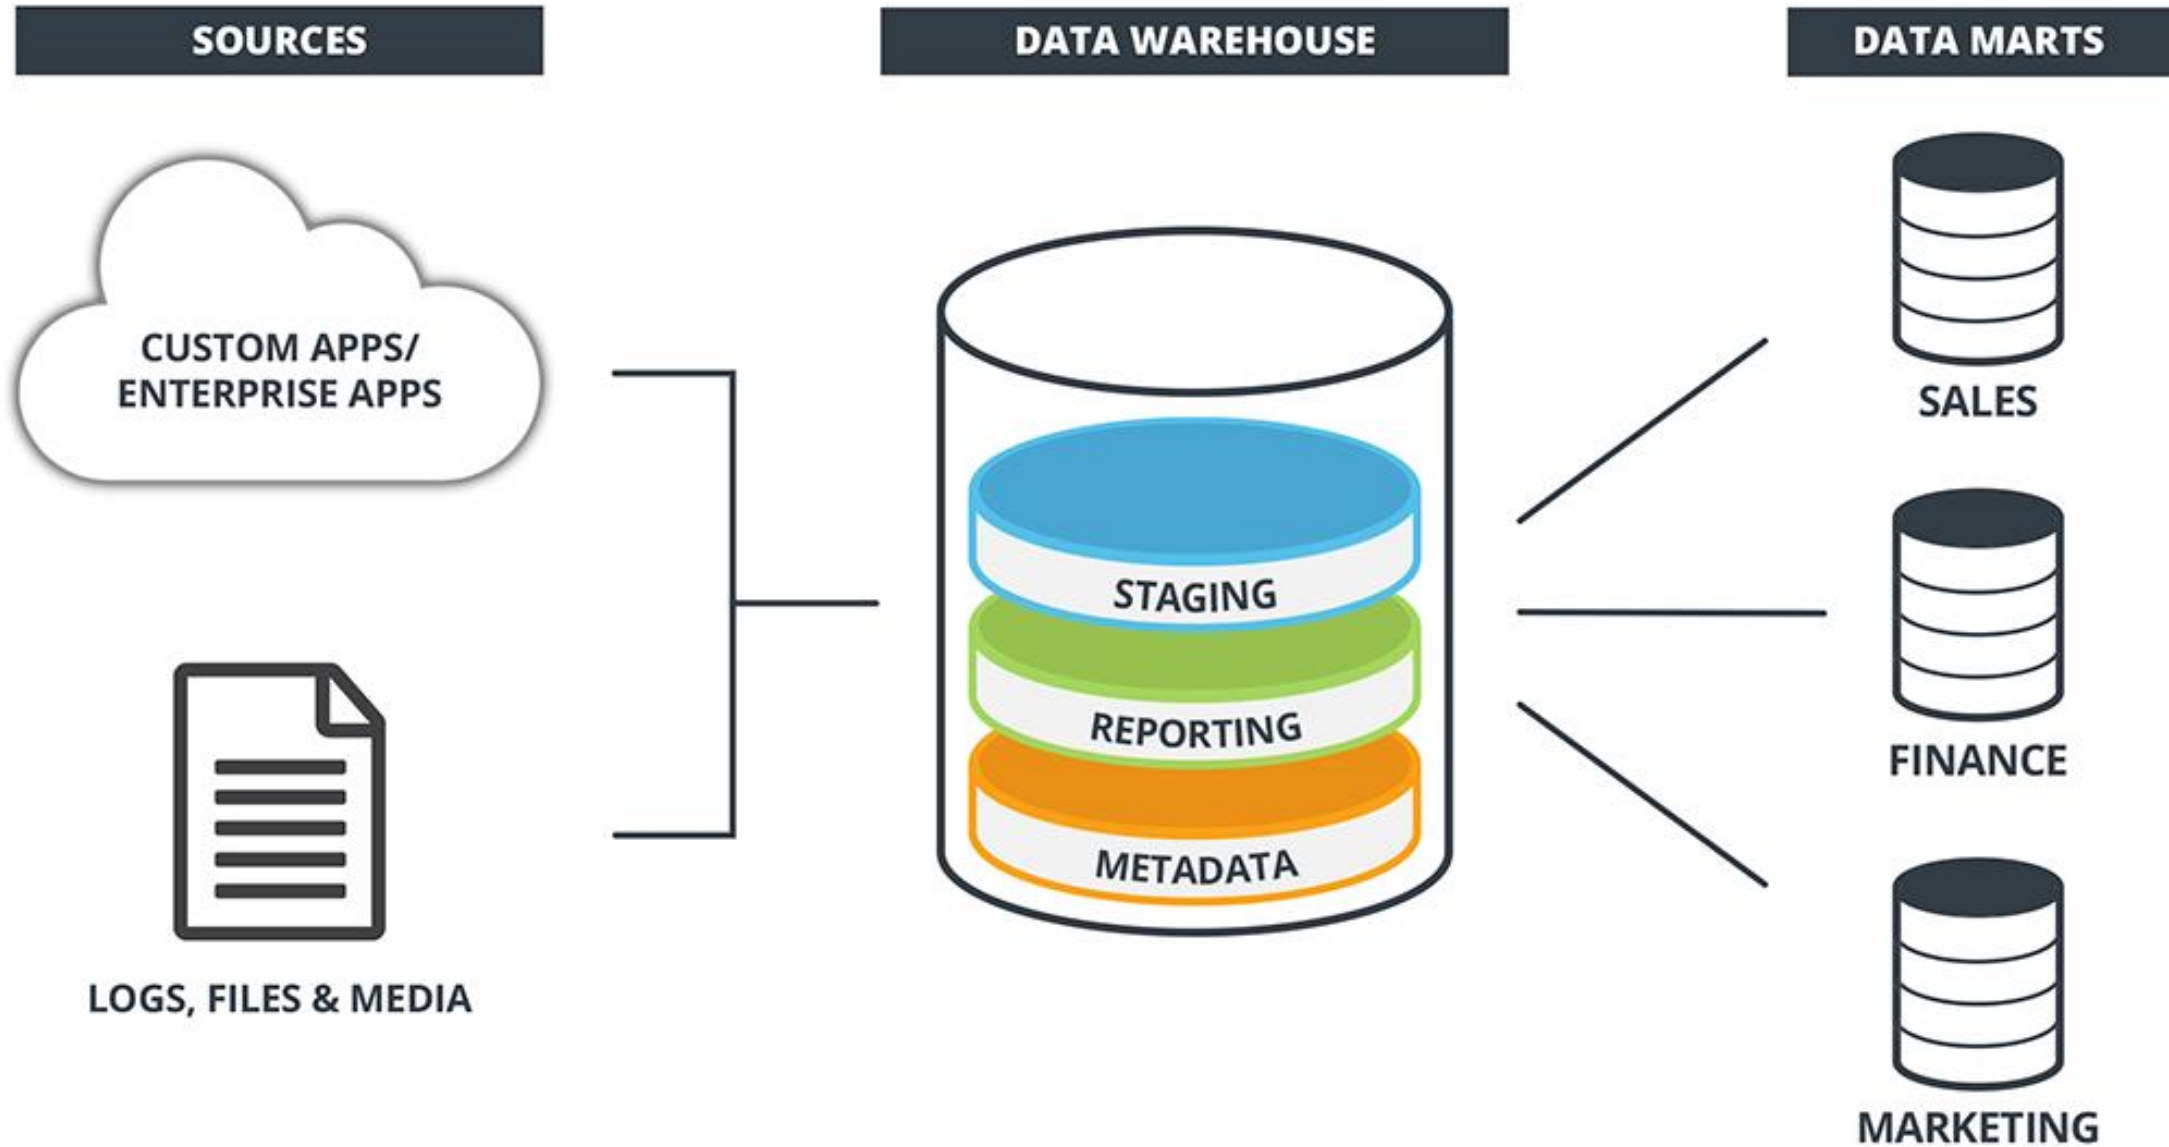 SOURCES
DATA WAREHOUSE
DATA MARTS
CUSTOM APPS/
ENTERPRISE APPS
LOGS, FILES & MEDIA
STAGING
REPORTING
METADATA
SALES
FINANCE
MARKETING